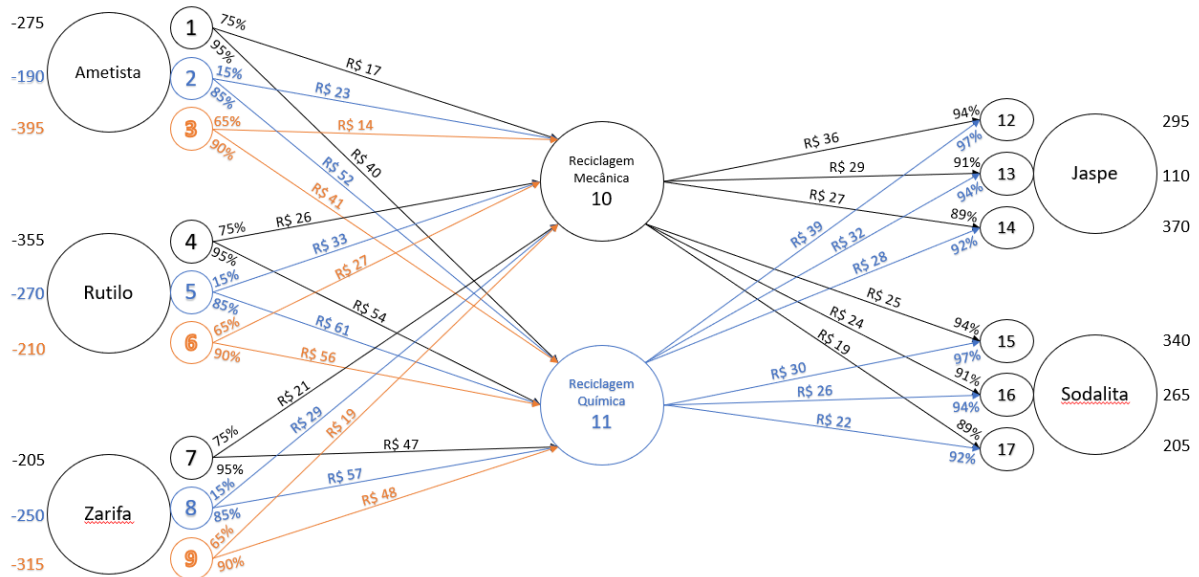 -275
Ametista
-190
-395
1
75%
95%
2
15%
85%
3
65%
90%
R$ 17
R$ 23
R$ 14
R$ 40
R$ 52
R$ 41
-355
Rutilo
-270
-210
4
75%
95%
5
15%
85%
6
65%
90%
R$ 26
R$ 33
R$ 27
R$ 54
R$ 61
R$ 56
-205
Zarifa
-250
-315
7
75%
95%
8
15%
85%
9
65%
90%
R$ 21
R$ 29
R$ 19
R$ 47
R$ 57
R$ 48
Reciclagem
Mecânica
10
Reciclagem
Química
11
R$ 36
R$ 29
R$ 27
R$ 39
R$ 32
R$ 28
R$ 25
R$ 24
R$ 19
R$ 30
R$ 26
R$ 22
94%
97%
12
91%
94%
13
89%
92%
14
Jaspe
295
110
370
94%
97%
15
91%
94%
16
89%
92%
17
Sodalita
340
265
205